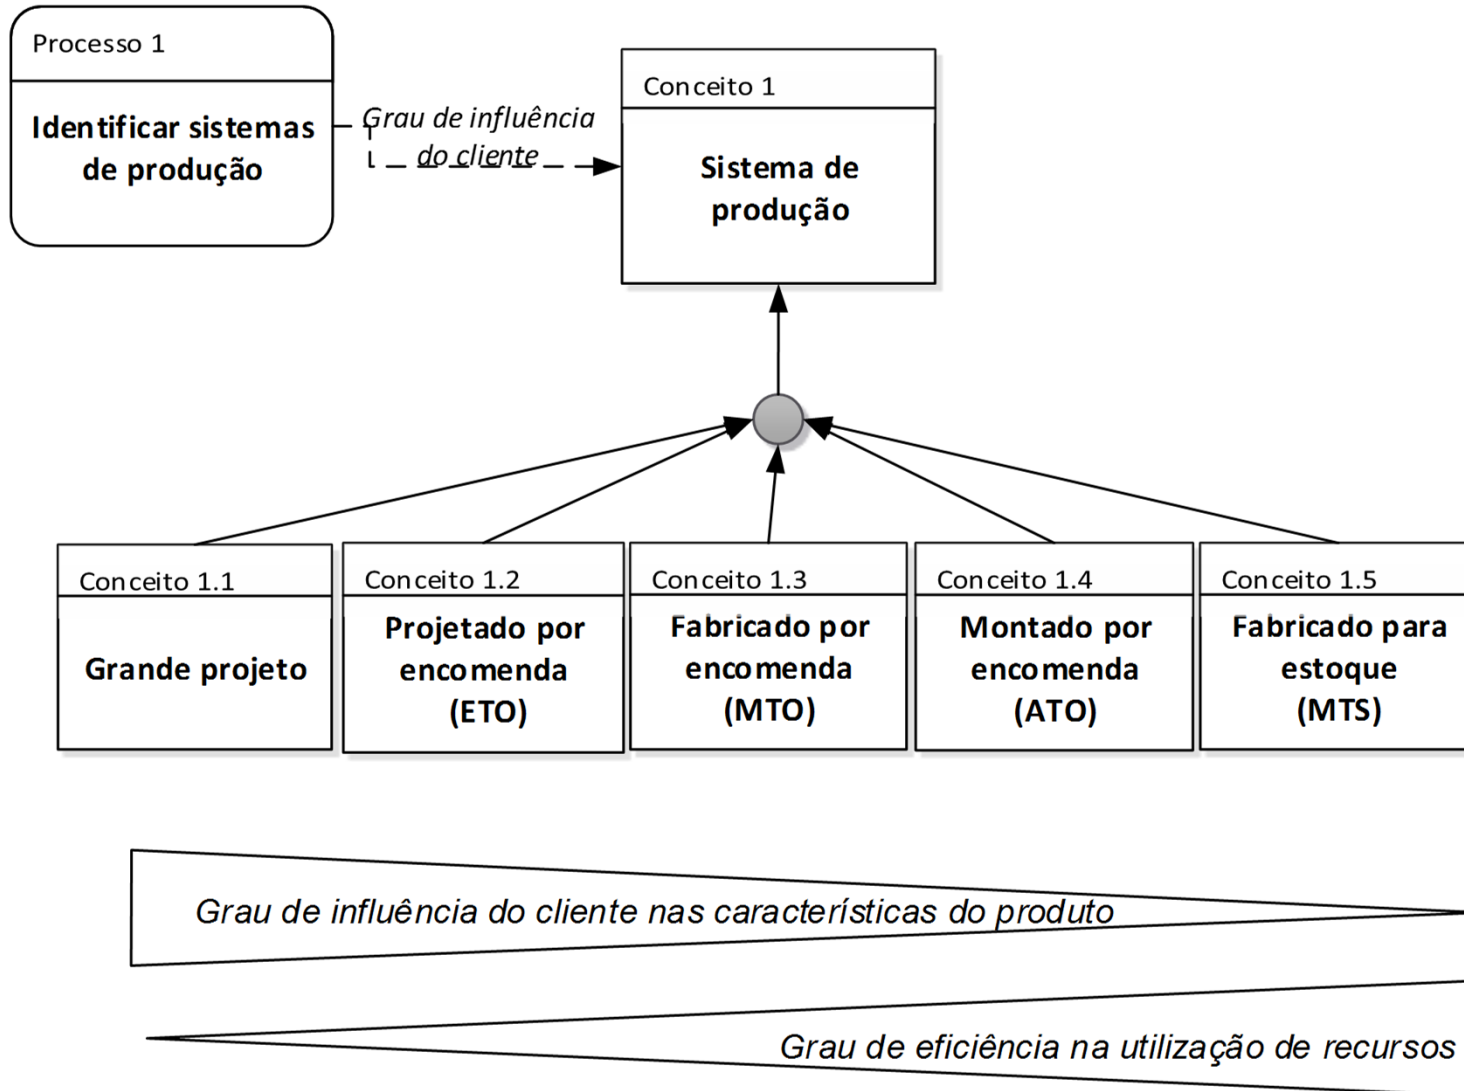 Processo 1
Identificar sistemas
de produção
Grau de influência
do cliente
Conceito 1
Sistema de
produção
Conceito 1.1
Grande projeto
Conceito 1.2
Projetado por
encomenda
(ETO)
Conceito 1.3
Fabricado por
encomenda
(MTO)
Conceito 1.4
Montado por
encomenda
(ATO)
Conceito 1.5
Fabricado para
estoque
(MTS)
Grau de influência do cliente nas características do produto
Grau de eficiência na utilização de recursos